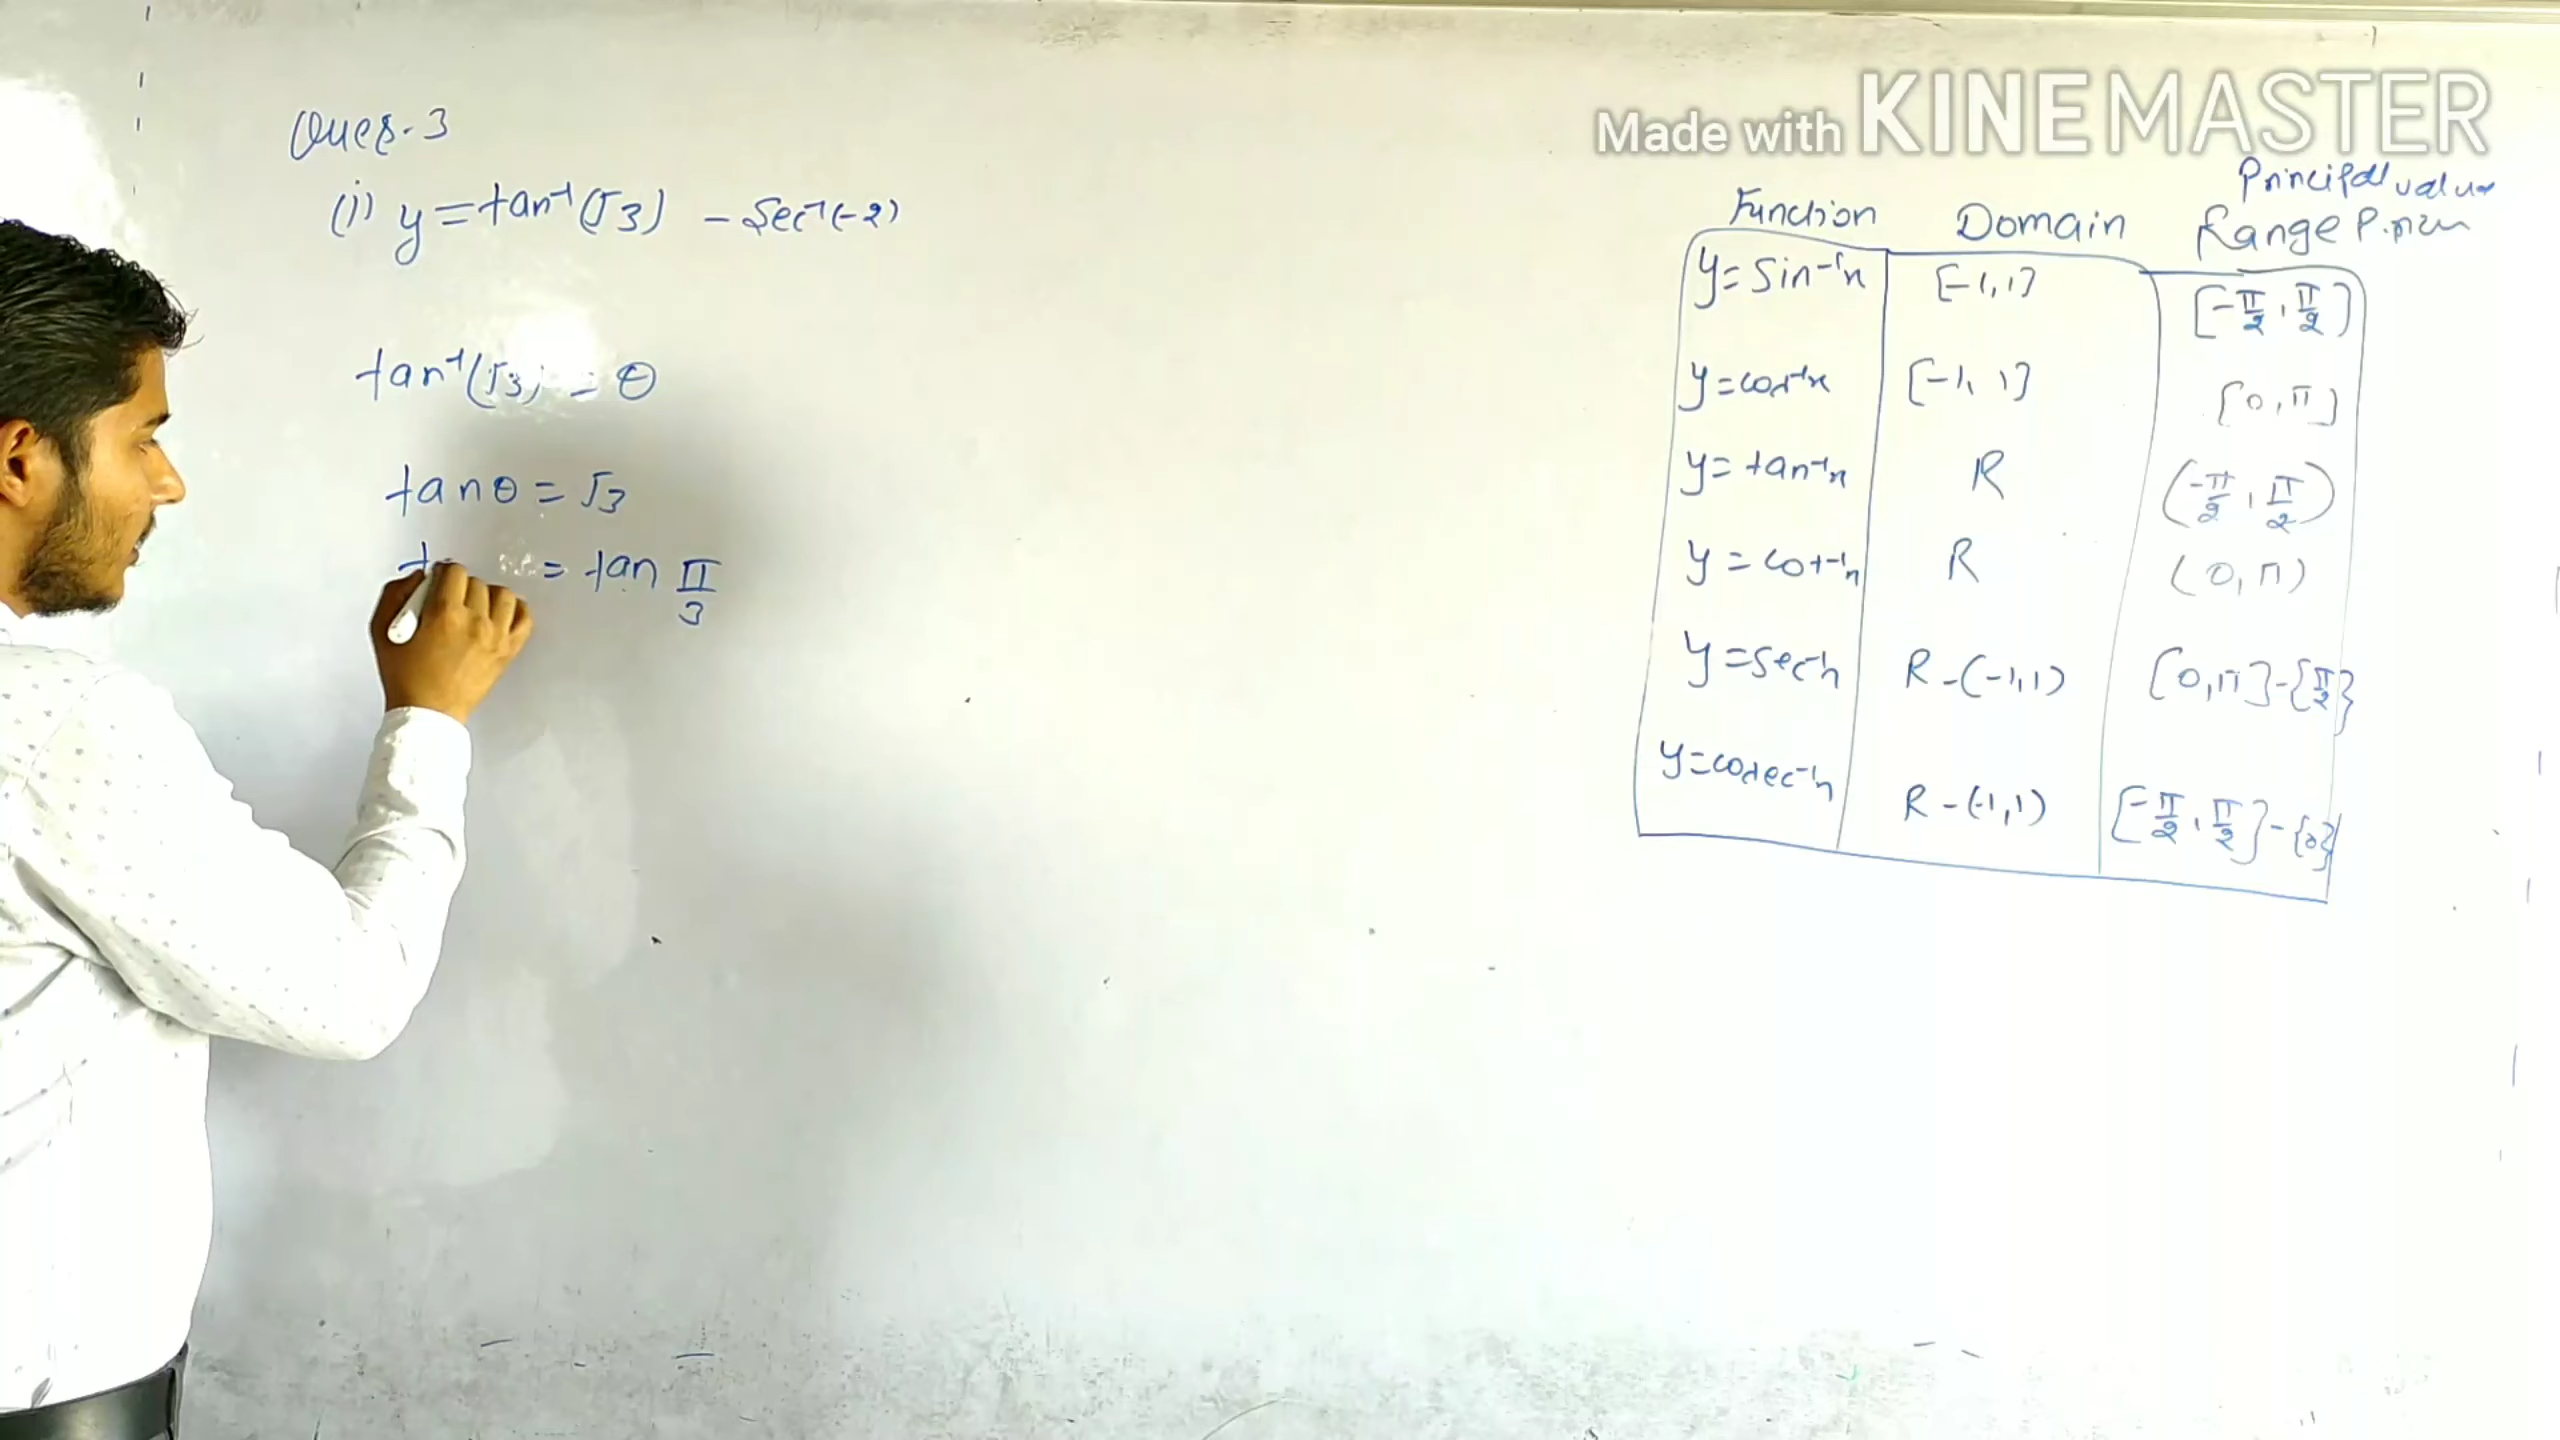 Ques. 3
(i) y = tan⁻¹(√3) - Sec⁻¹(-2)
tan⁻¹(√3) = θ
tanθ = √3
= tan π/3
Made with KINEMASTER
Principal value
Function Domain Range
y = Sin⁻¹x [-1, 1] [-π/2, π/2]
y = cos⁻¹x [-1, 1] [0, π]
y = tan⁻¹x R (-π/2, π/2)
y = cot⁻¹x R (0, π)
y = sec⁻¹x R - (-1, 1) [0, π] - {π/2}
y = cosec⁻¹x R - (-1, 1) [-π/2, π/2] - {0}